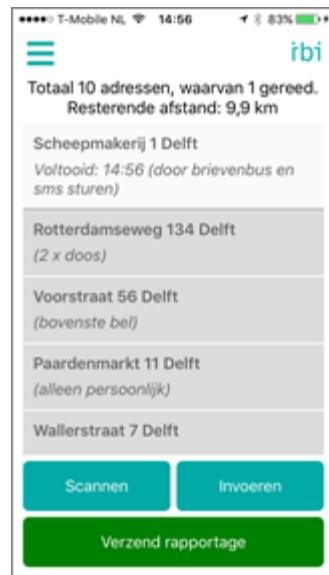 T-Mobile NL 14:56 83%
rbi
Totaal 10 adressen, waarvan 1 gereed.
Resterende afstand: 9,9 km
Scheepmakerij 1 Delft
Voltooid: 14:56 (door brievenbus en
sms sturen)
Rotterdamseweg 134 Delft
(2 x doos)
Voorstraat 56 Delft
(bovenste bel)
Paardenmarkt 11 Delft
(alleen persoonlijk)
Wallerstraat 7 Delft
Scannen Invoeren
Verzend rapportage